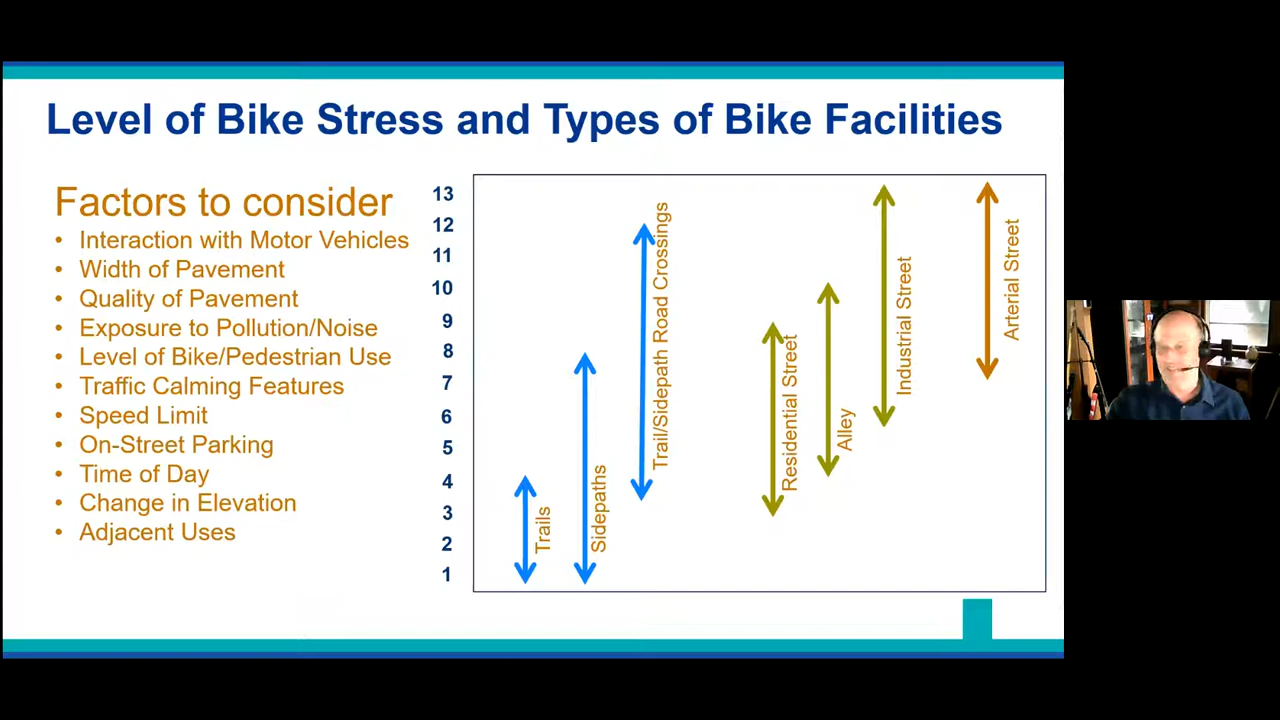 Level of Bike Stress and Types of Bike Facilities
Factors to consider
• Interaction with Motor Vehicles
• Width of Pavement
• Quality of Pavement
• Exposure to Pollution/Noise
• Level of Bike/Pedestrian Use
• Traffic Calming Features
• Speed Limit
• On-Street Parking
• Time of Day
• Change in Elevation
• Adjacent Uses
13
12
11
10
9
8
7
6
5
4
3
2
1
Trails
Sidepaths
Trail/Sidepath Road Crossings
Residential Street
Alley
Industrial Street
Arterial Street